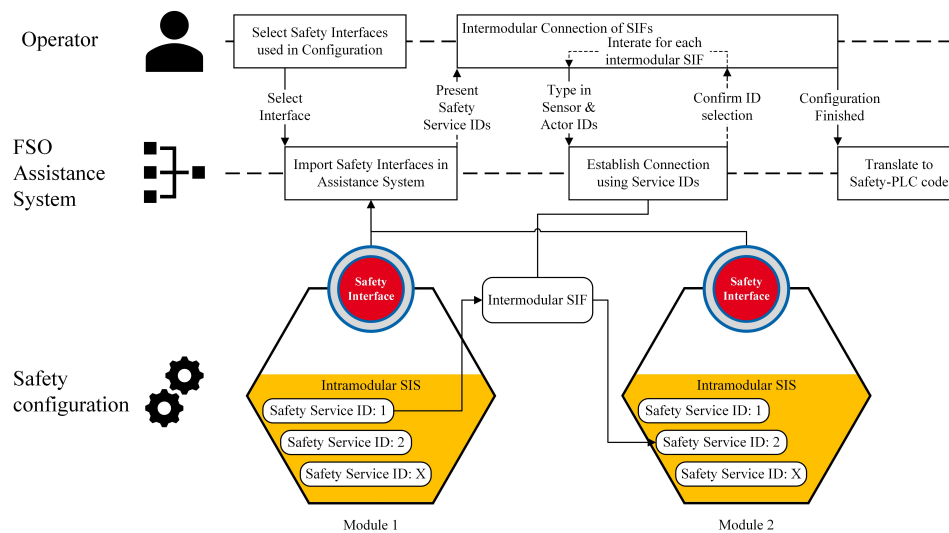 Operator
Select Safety Interfaces
used in Configuration
Intermodular Connection of SIFs
Interate for each
intermodular SIF
Select
Interface
Present
Safety
Service IDs
Type in
Sensor &
Actor IDs
Confirm ID
selection
Configuration
Finished
FSO
Assistance
System
Import Safety Interfaces in
Assistance System
Establish Connection
using Service IDs
Translate to
Safety-PLC code
Safety
Interface
Intermodular SIF
Safety
Interface
Safety
configuration
Intramodular SIS
Safety Service ID: 1
Safety Service ID: 2
Safety Service ID: X
Module 1
Intramodular SIS
Safety Service ID: 1
Safety Service ID: 2
Safety Service ID: X
Module 2